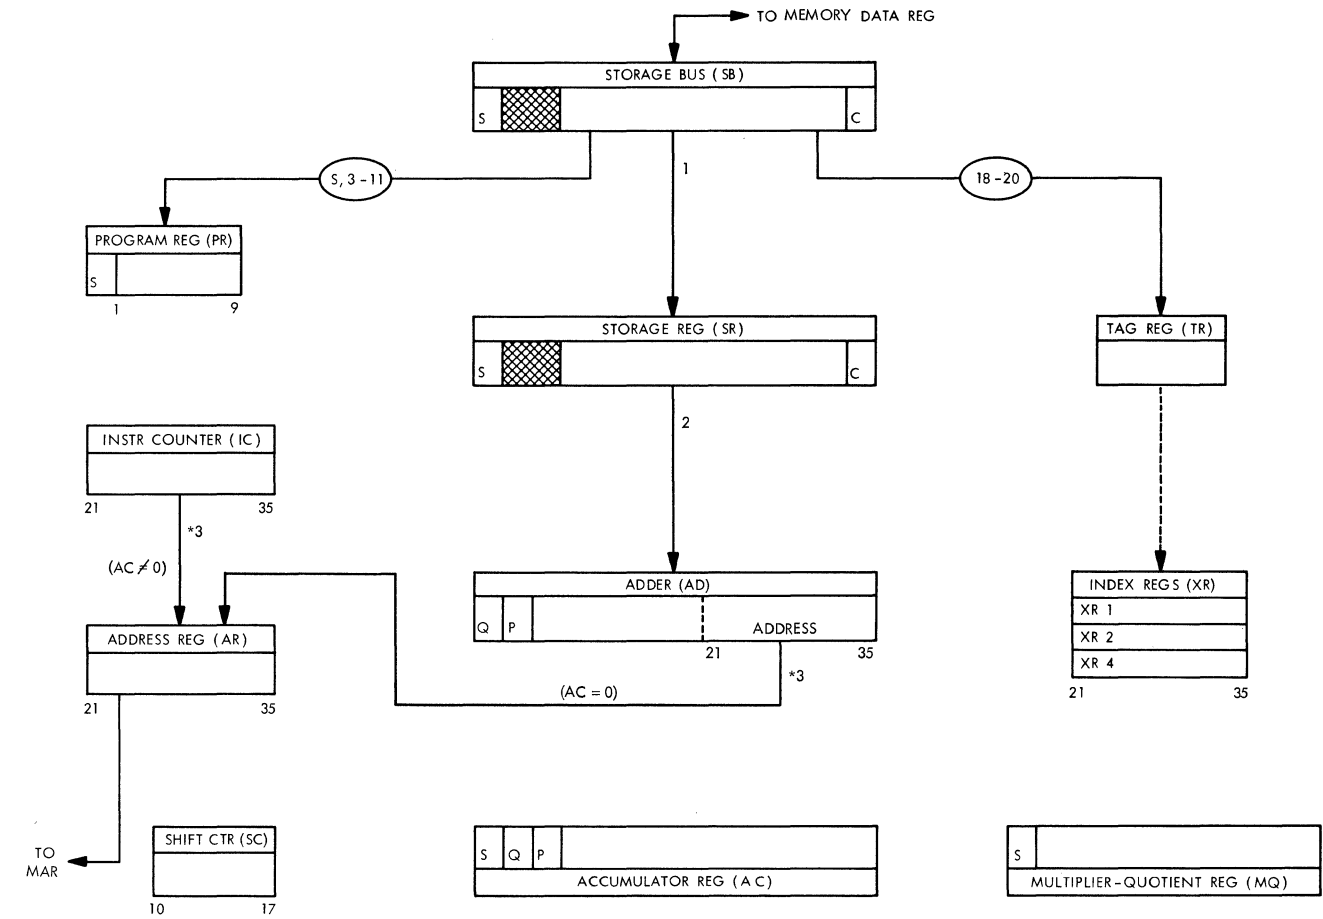 TO MEMORY DATA REG
STORAGE BUS (SB)
S C
1
S, 3-11
18-20
PROGRAM REG (PR)
S
1 9
STORAGE REG (SR)
S C
TAG REG (TR)
2
INSTR COUNTER (IC)
21 35
*3
(AC ≠ 0)
ADDER (AD)
Q P ADDRESS
21 35
INDEX REGS (XR)
XR 1
XR 2
XR 4
21 35
ADDRESS REG (AR)
21 35
*3
(AC = 0)
TO
MAR
SHIFT CTR (SC)
10 17
S Q P
ACCUMULATOR REG (AC)
S
MULTIPLIER-QUOTIENT REG (MQ)